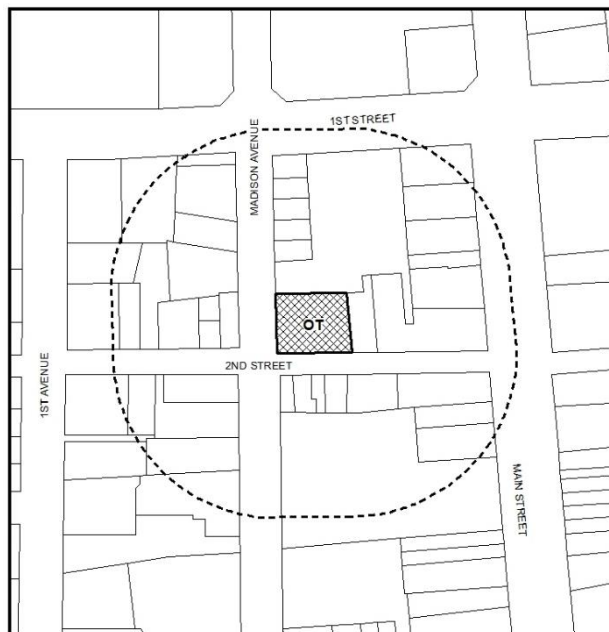 1ST STREET
MADISON AVENUE
OT
2ND STREET
1ST AVENUE
MAIN STREET